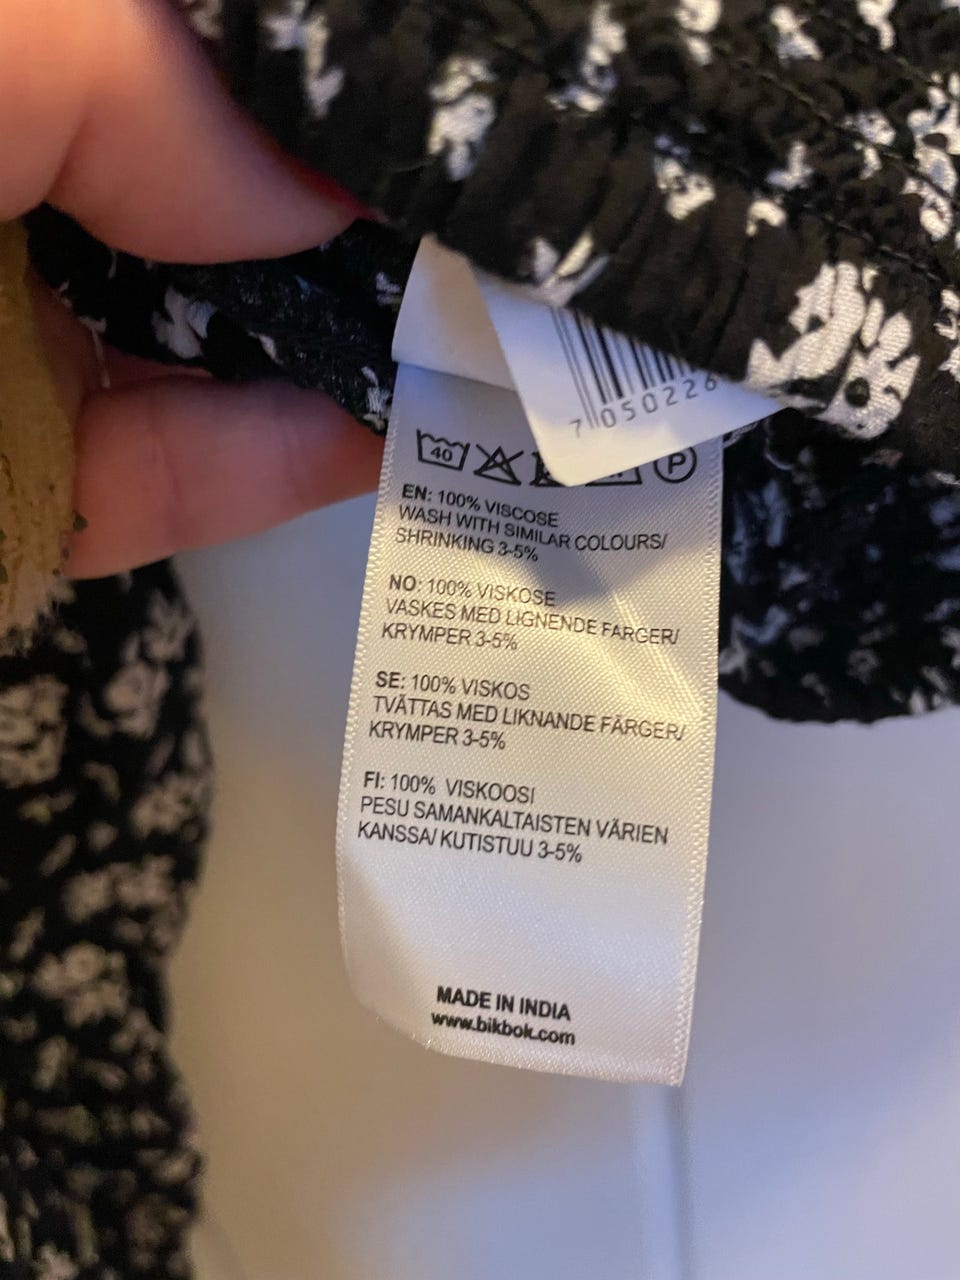 7 050226
40
P
EN: 100% VISCOSE
WASH WITH SIMILAR COLOURS/
SHRINKING 3-5%
NO: 100% VISKOSE
VASKES MED LIGNENDE FARGER/
KRYMPER 3-5%
SE: 100% VISKOS
TVÄTTAS MED LIKNANDE FÄRGER/
KRYMPER 3-5%
FI: 100% VISKOOSI
PESU SAMANKALTAISTEN VÄRIEN
KANSSA/ KUTISTUU 3-5%
MADE IN INDIA
www.bikbok.com